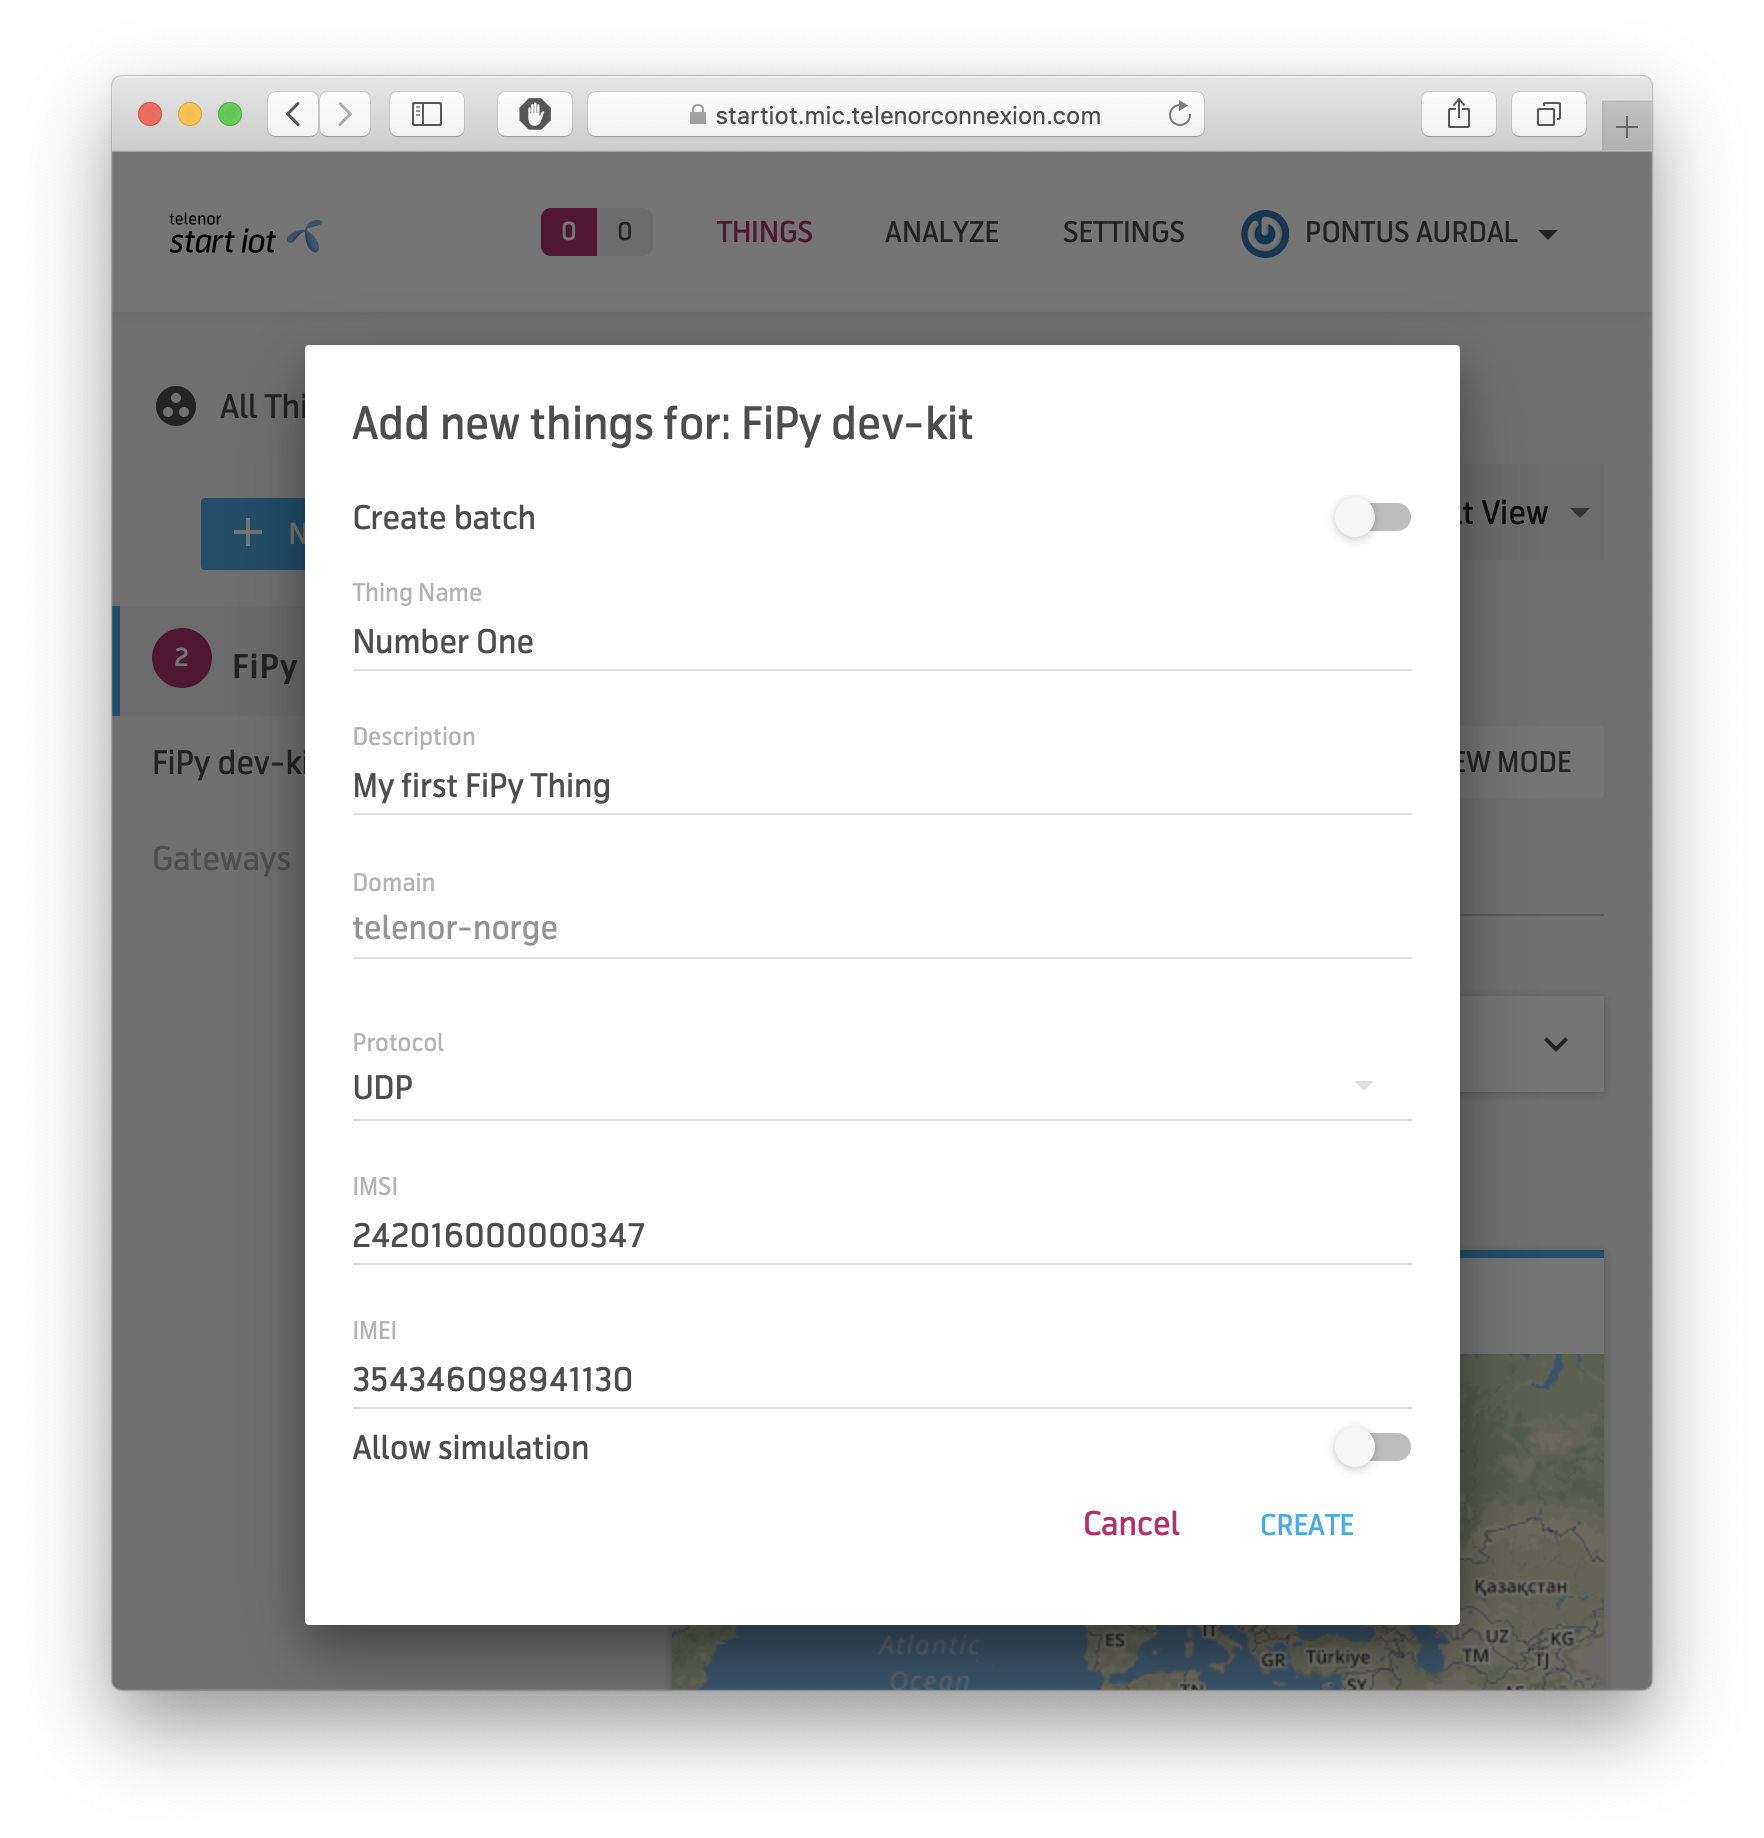 startiot.mic.telenorconnexion.com
telenor
start iot
0 0 THINGS ANALYZE SETTINGS PONTUS AURDAL
All Thi
Add new things for: FiPy dev-kit
Create batch
t View
N
Thing Name
Number One
2 FiPy
Description
FiPy dev-ki
My first FiPy Thing
EW MODE
Gateways
Domain
telenor-norge
Protocol
UDP
IMSI
242016000000347
IMEI
354346098941130
Allow simulation
Cancel CREATE
Қазақстан
Atlantic
Ocean
ES
IT
GR
Türkiye
UZ
KG
TM
TJ
SY
TN